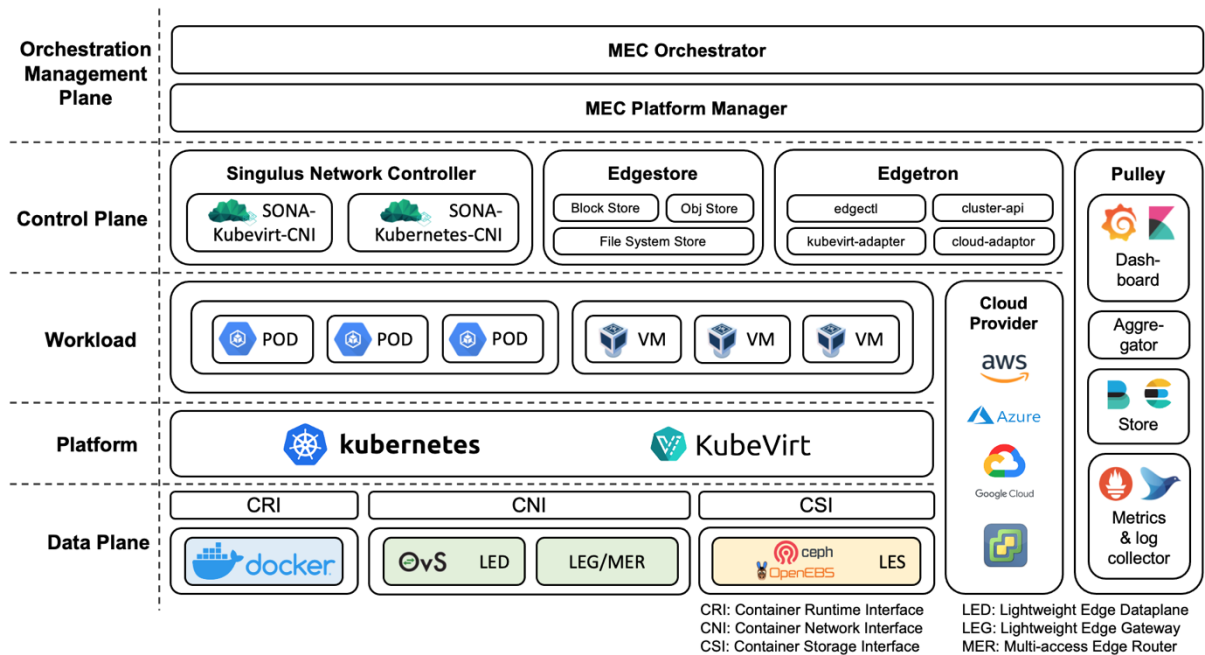 Orchestration
Management
Plane
MEC Orchestrator
MEC Platform Manager
Control Plane
Singulus Network Controller
SONA-
Kubevirt-CNI
SONA-
Kubernetes-CNI
Edgestore
Block Store
Obj Store
File System Store
Edgetron
edgectl
cluster-api
kubevirt-adapter
cloud-adaptor
Pulley
Dash-
board
Aggre-
gator
Store
Metrics
& log
collector
Workload
POD
POD
POD
VM
VM
VM
Cloud
Provider
aws
Azure
Google Cloud
Platform
kubernetes
KubeVirt
Data Plane
CRI
CNI
CSI
docker
OvS
LED
LEG/MER
ceph
OpenEBS
LES
CRI: Container Runtime Interface
CNI: Container Network Interface
CSI: Container Storage Interface
LED: Lightweight Edge Dataplane
LEG: Lightweight Edge Gateway
MER: Multi-access Edge Router